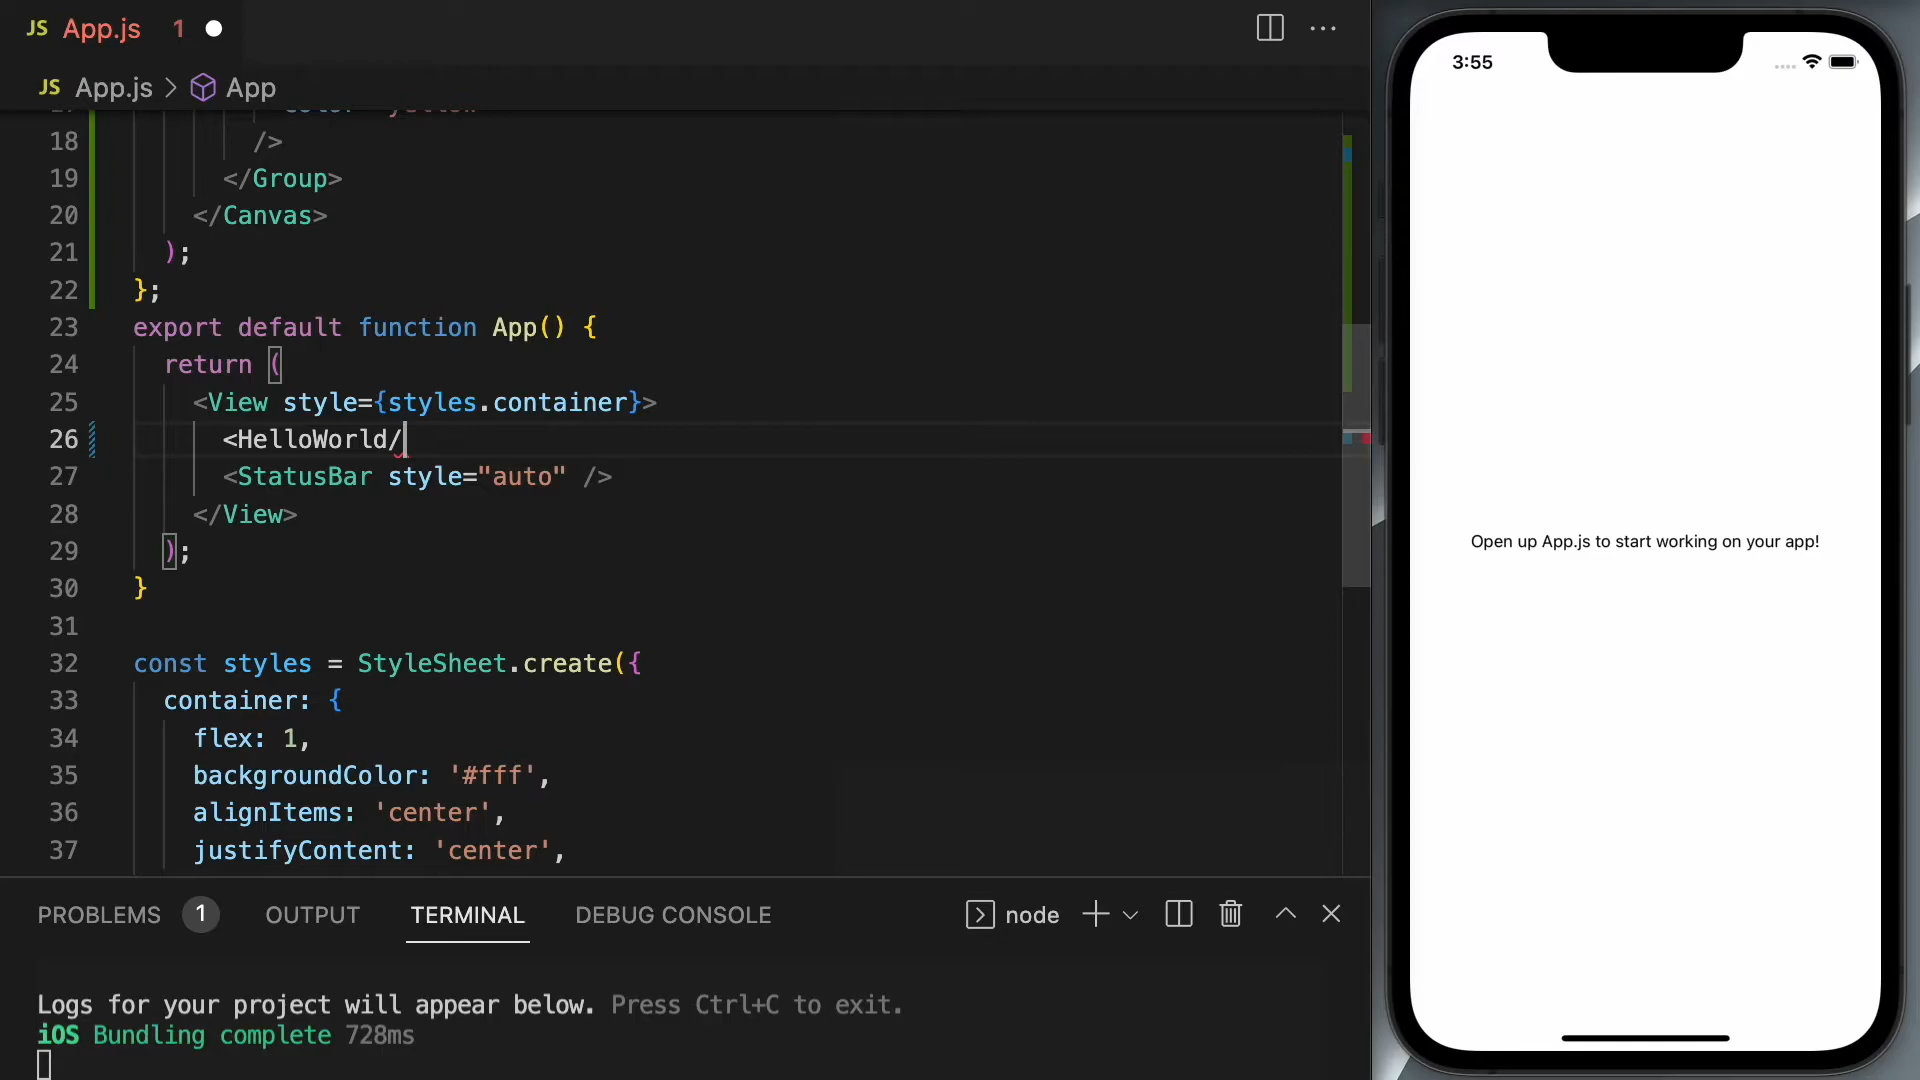 JS App.js 1
JS App.js > App
18 />
19 </Group>
20 </Canvas>
21 );
22 };
23 export default function App() {
24 return (
25 <View style={styles.container}>
26 <HelloWorld/
27 <StatusBar style="auto" />
28 </View>
29 );
30 }
31
32 const styles = StyleSheet.create({
33 container: {
34 flex: 1,
35 backgroundColor: '#fff',
36 alignItems: 'center',
37 justifyContent: 'center',
PROBLEMS 1 OUTPUT TERMINAL DEBUG CONSOLE node
Logs for your project will appear below. Press Ctrl+C to exit.
iOS Bundling complete 728ms
3:55
Open up App.js to start working on your app!